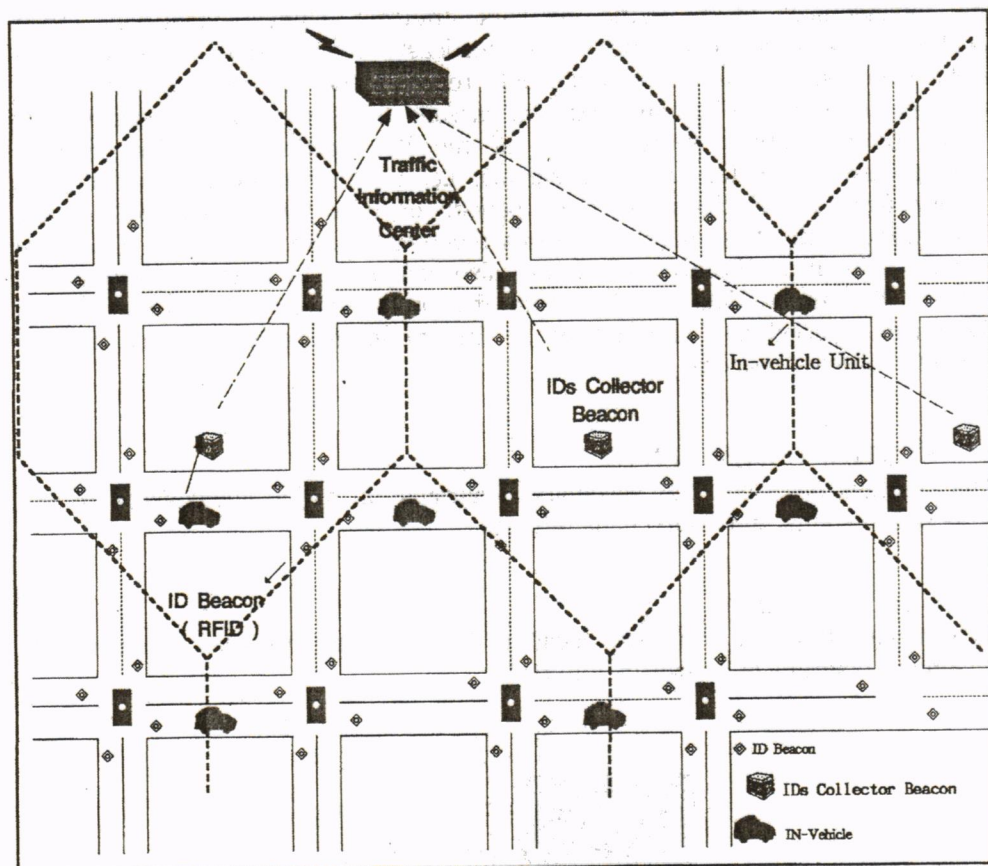 Traffic
Information
Center
In-vehicle Unit
IDs Collector
Beacon
ID Beacon
( RFID )
ID Beacon
IDs Collector Beacon
IN-Vehicle